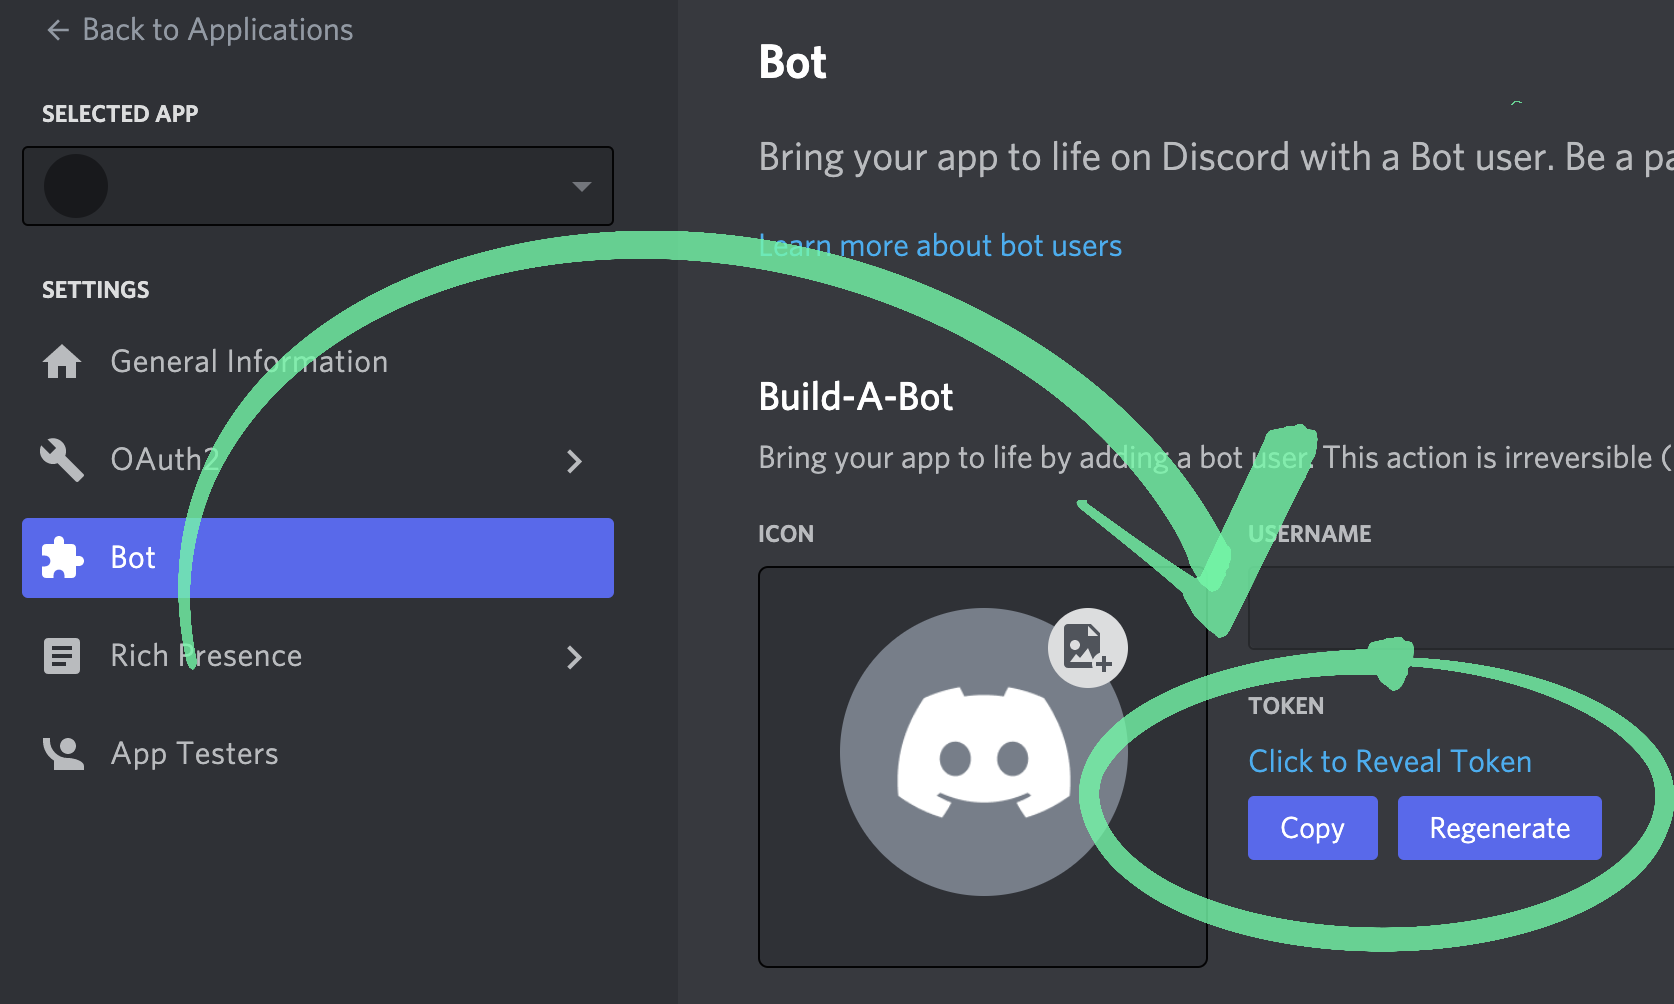 ← Back to Applications
SELECTED APP
SETTINGS
General Information
OAuth2
Bot
Rich Presence
App Testers
Bot
Bring your app to life on Discord with a Bot user. Be a pa
Learn more about bot users
Build-A-Bot
Bring your app to life by adding a bot user. This action is irreversible (
ICON
USERNAME
TOKEN
Click to Reveal Token
Copy
Regenerate